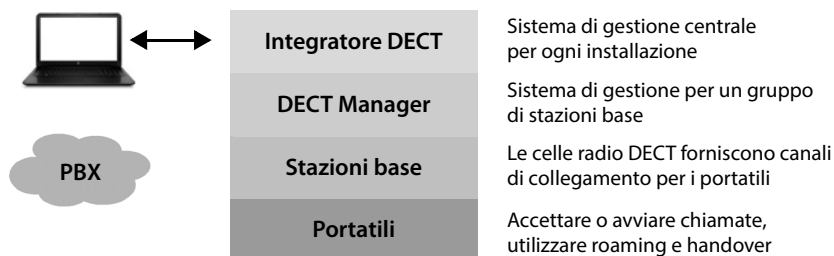 Integratore DECT
Sistema di gestione centrale
per ogni installazione
DECT Manager
Sistema di gestione per un gruppo
di stazioni base
PBX
Stazioni base
Le celle radio DECT forniscono canali
di collegamento per i portatili
Portatili
Accettare o avviare chiamate,
utilizzare roaming e handover